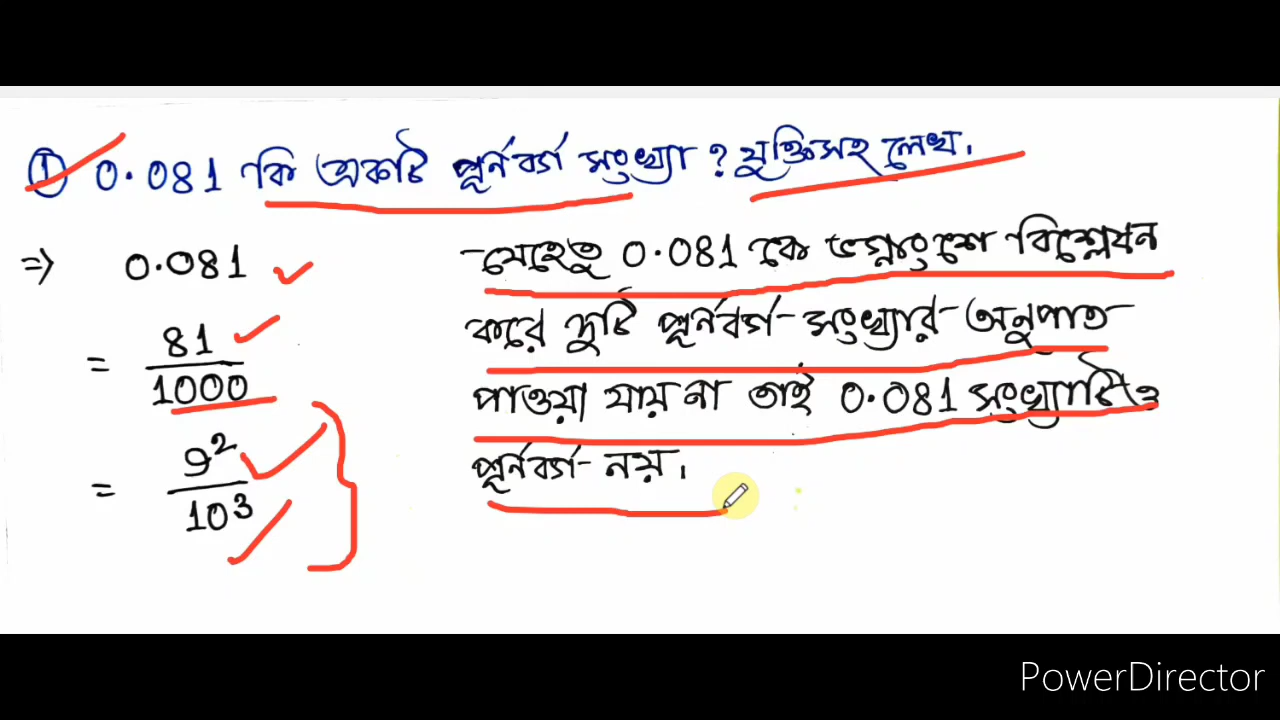 ① 0.081 কি একটি পূর্নবর্গ সংখ্যা ? যুক্তিসহ লেখ।
⇒ 0.081
= 81/1000
= 9²/10³
যেহেতু 0.081 কে ভগ্নাংশে বিশ্লেষন
করে দুটি পূর্নবর্গ সংখ্যার অনুপাত
পাওয়া যায় না তাই 0.081 সংখ্যাটিও
পূর্নবর্গ নয়।
PowerDirector